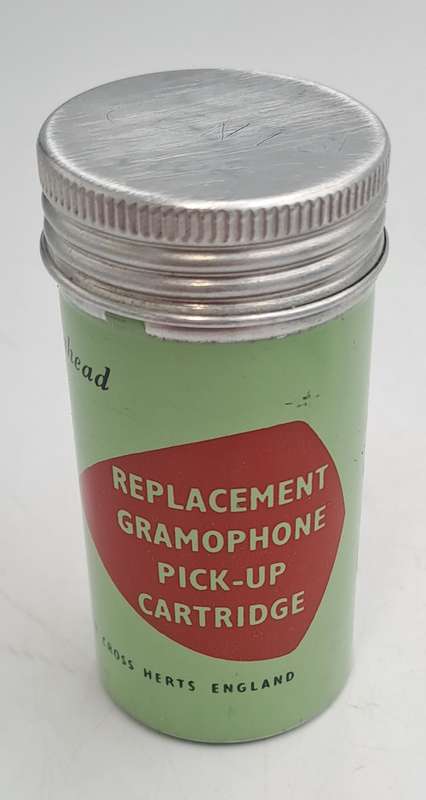 head
REPLACEMENT
GRAMOPHONE
PICK-UP
CARTRIDGE
CROSS HERTS ENGLAND